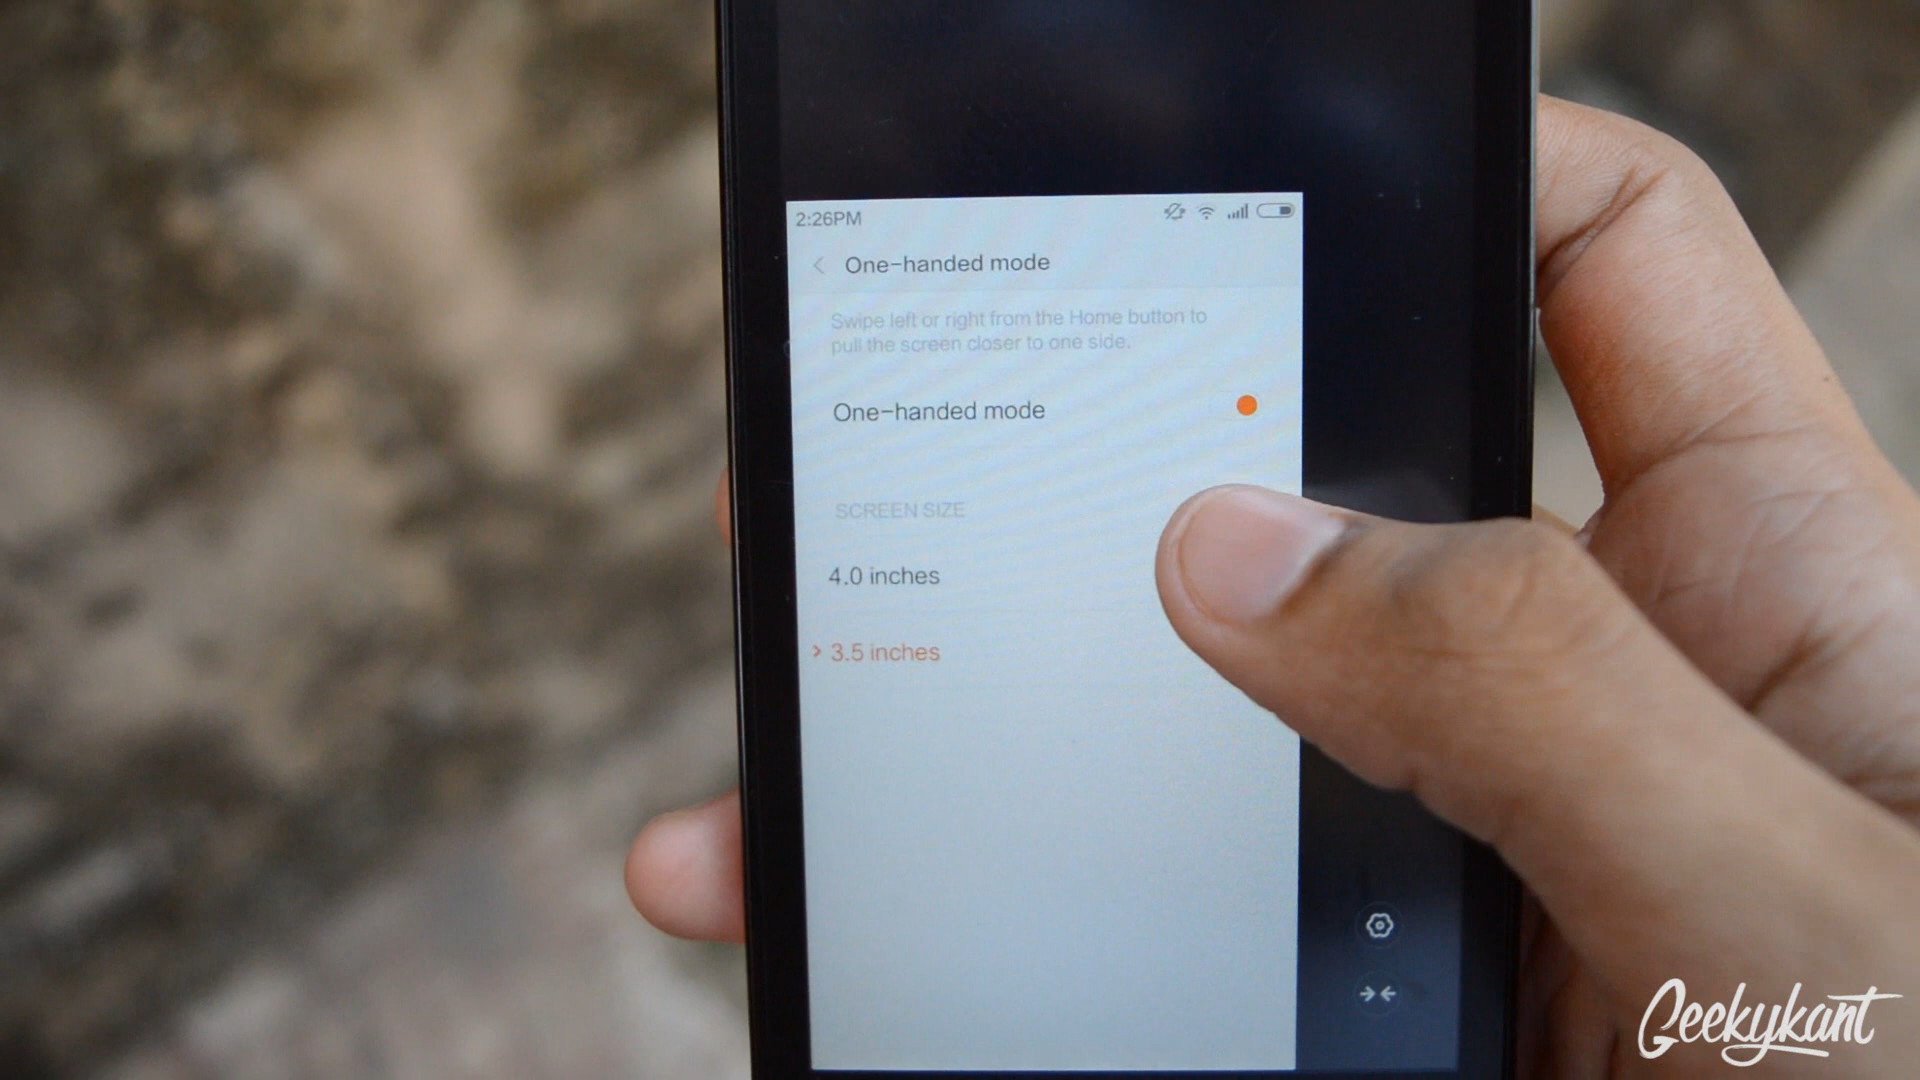 2:26PM
One-handed mode
Swipe left or right from the Home button to
pull the screen closer to one side.
One-handed mode
SCREEN SIZE
4.0 inches
3.5 inches
Geekykant